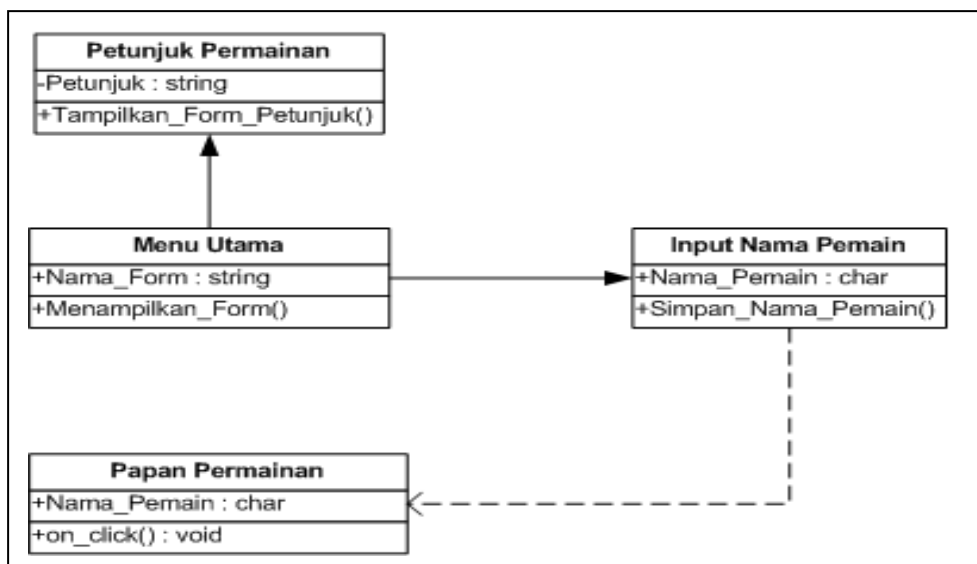 Petunjuk Permainan
-Petunjuk : string
+Tampilkan_Form_Petunjuk()
Menu Utama
+Nama_Form : string
+Menampilkan_Form()
Input Nama Pemain
+Nama_Pemain : char
+Simpan_Nama_Pemain()
Papan Permainan
+Nama_Pemain : char
+on_click() : void